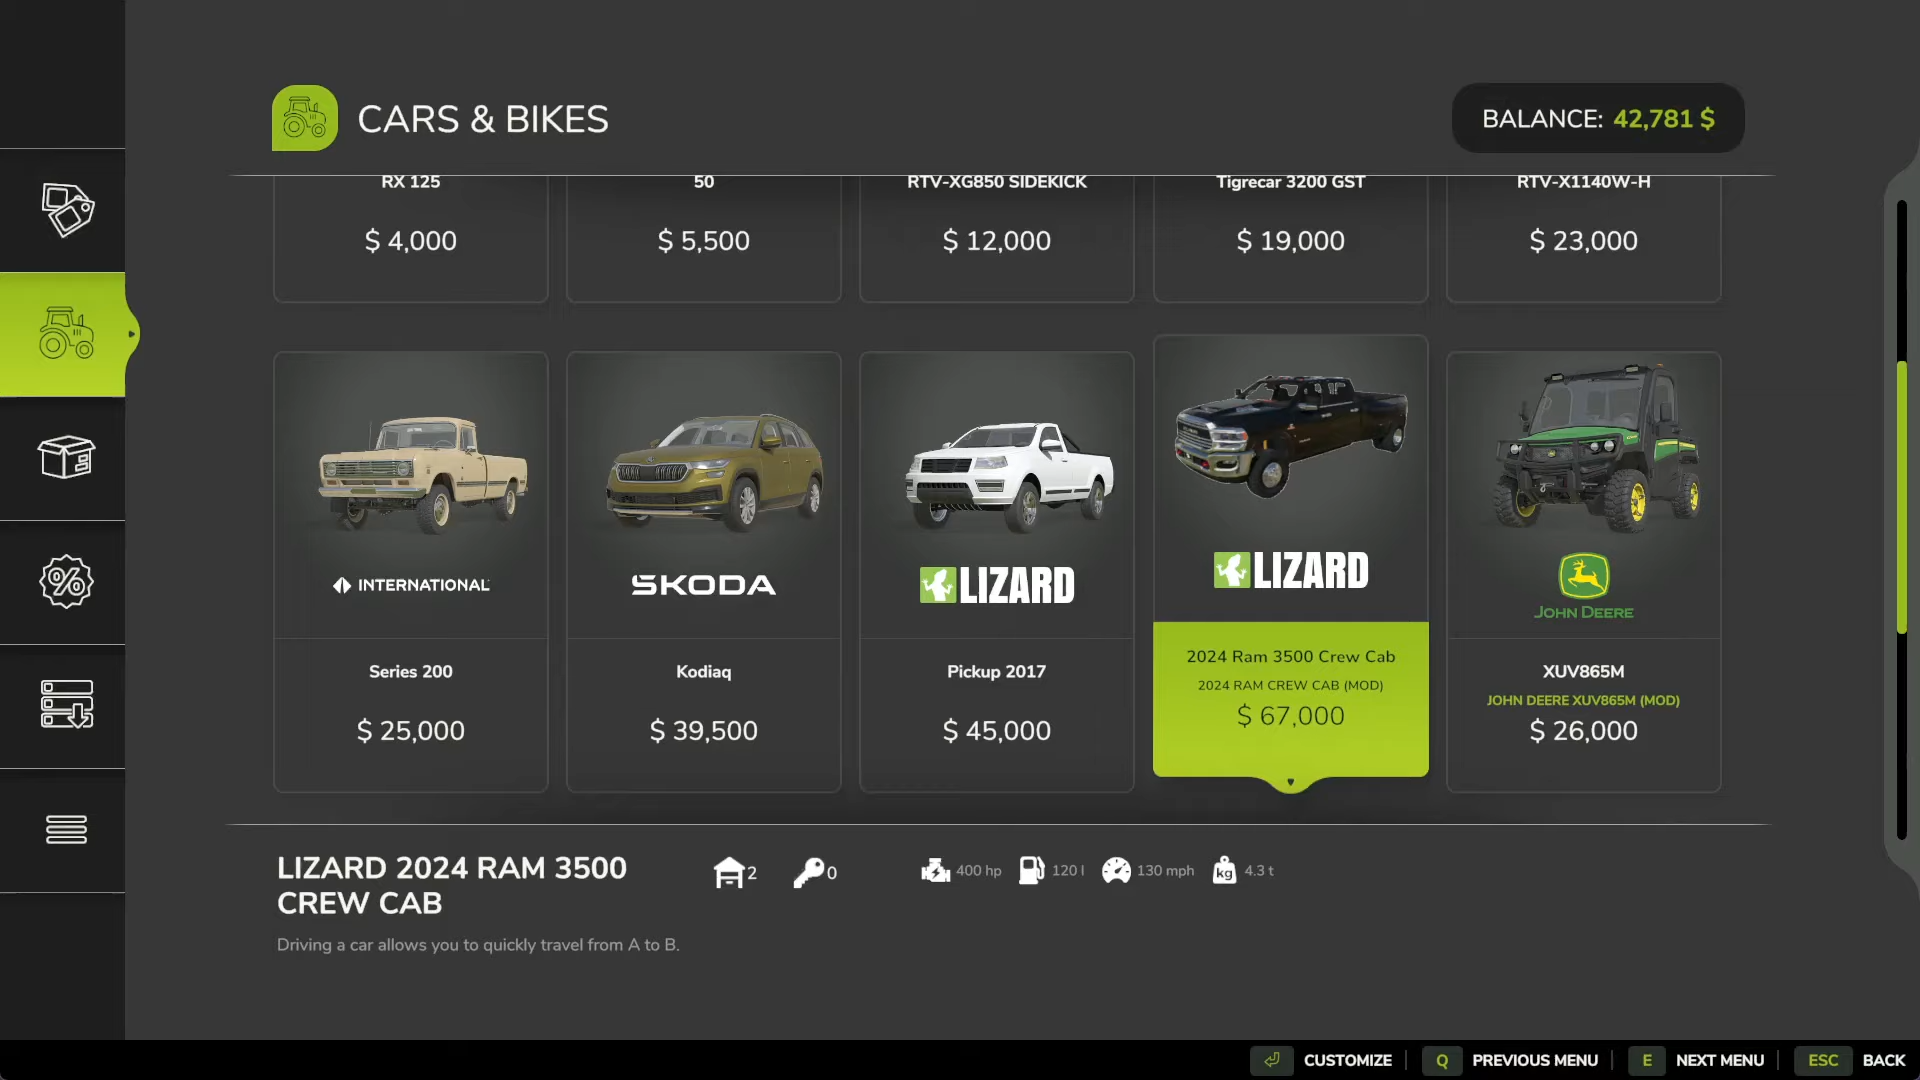 CARS & BIKES
BALANCE: 42,781 $
RX 125
$ 4,000
50
$ 5,500
RTV-XG850 SIDEKICK
$ 12,000
Tigrecar 3200 GST
$ 19,000
RTV-X1140W-H
$ 23,000
INTERNATIONAL
Series 200
$ 25,000
ŠKODA
Kodiaq
$ 39,500
LIZARD
Pickup 2017
$ 45,000
LIZARD
2024 Ram 3500 Crew Cab
2024 RAM CREW CAB (MOD)
$ 67,000
JOHN DEERE
XUV865M
JOHN DEERE XUV865M (MOD)
$ 26,000
LIZARD 2024 RAM 3500
CREW CAB
2
0
400 hp
120 l
130 mph
kg 4.3 t
Driving a car allows you to quickly travel from A to B.
CUSTOMIZE
Q PREVIOUS MENU
E NEXT MENU
ESC BACK